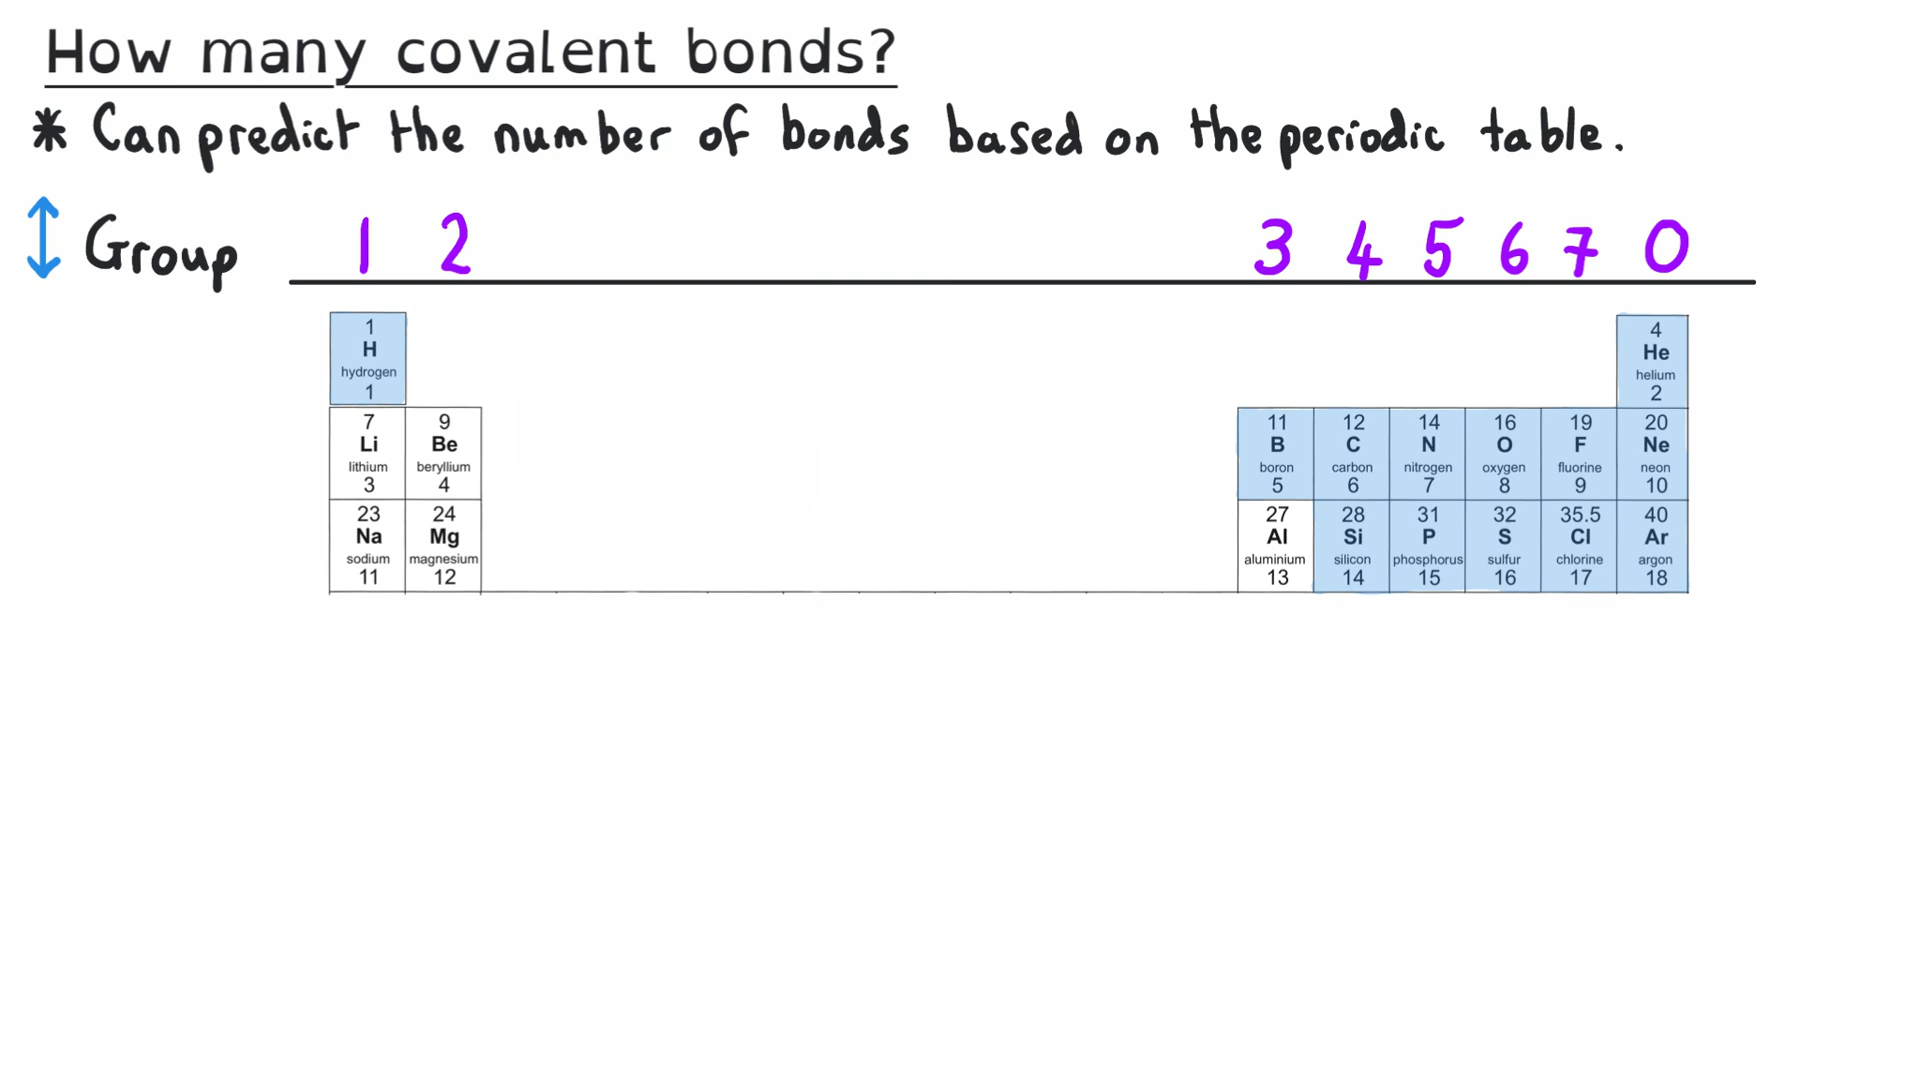 How many covalent bonds?
* Can predict the number of bonds based on the periodic table.
Group 1 2 3 4 5 6 7 0
1 4
H He
hydrogen helium
1 2
7 9 11 12 14 16 19 20
Li Be B C N O F Ne
lithium beryllium boron carbon nitrogen oxygen fluorine neon
3 4 5 6 7 8 9 10
23 24 27 28 31 32 35.5 40
Na Mg Al Si P S Cl Ar
sodium magnesium aluminium silicon phosphorus sulfur chlorine argon
11 12 13 14 15 16 17 18